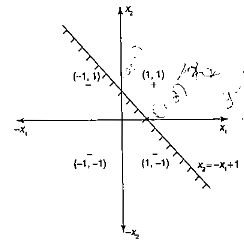 x₂
(-1, 1)
−
(1, 1)
+
-x₁
x₁
−
(-1, -1)
−
(1, -1)
x₂=-x₁+1
-x₂